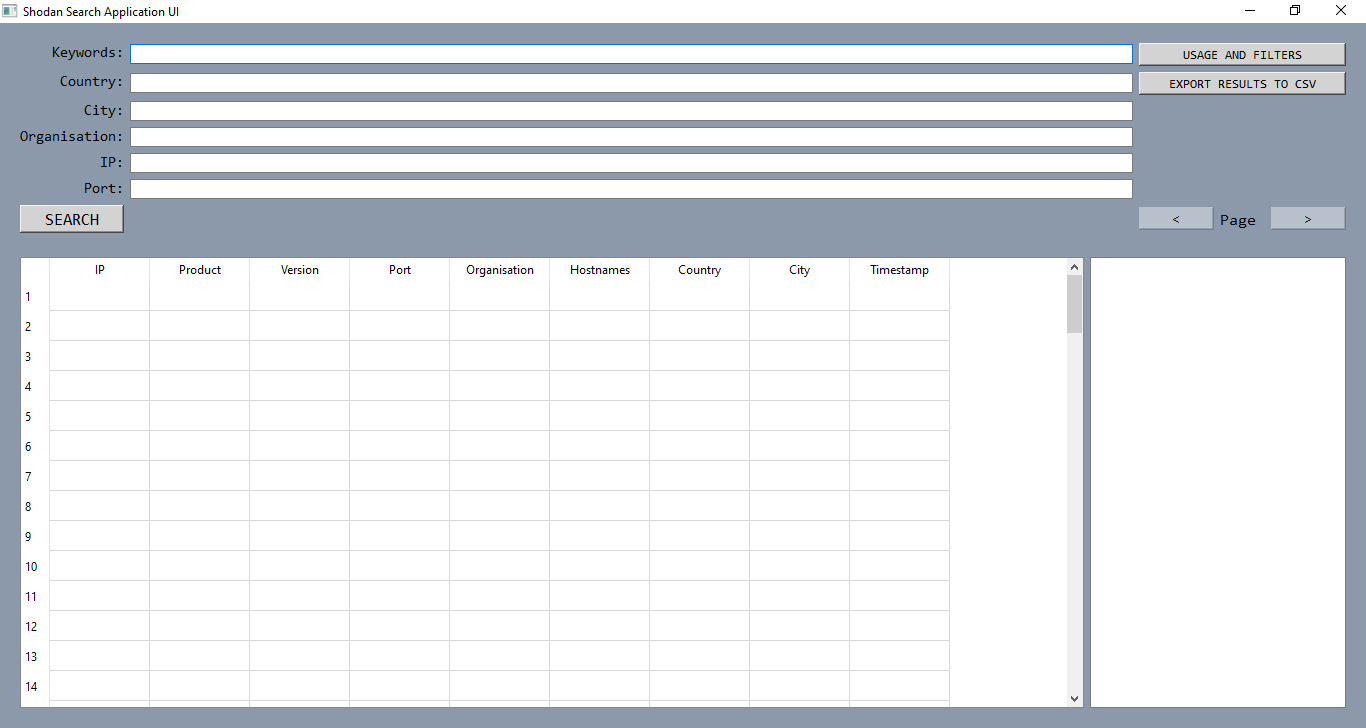 Shodan Search Application UI
Keywords:
USAGE AND FILTERS
Country:
EXPORT RESULTS TO CSV
City:
Organisation:
IP:
Port:
SEARCH
< Page >
IP Product Version Port Organisation Hostnames Country City Timestamp
1
2
3
4
5
6
7
8
9
10
11
12
13
14